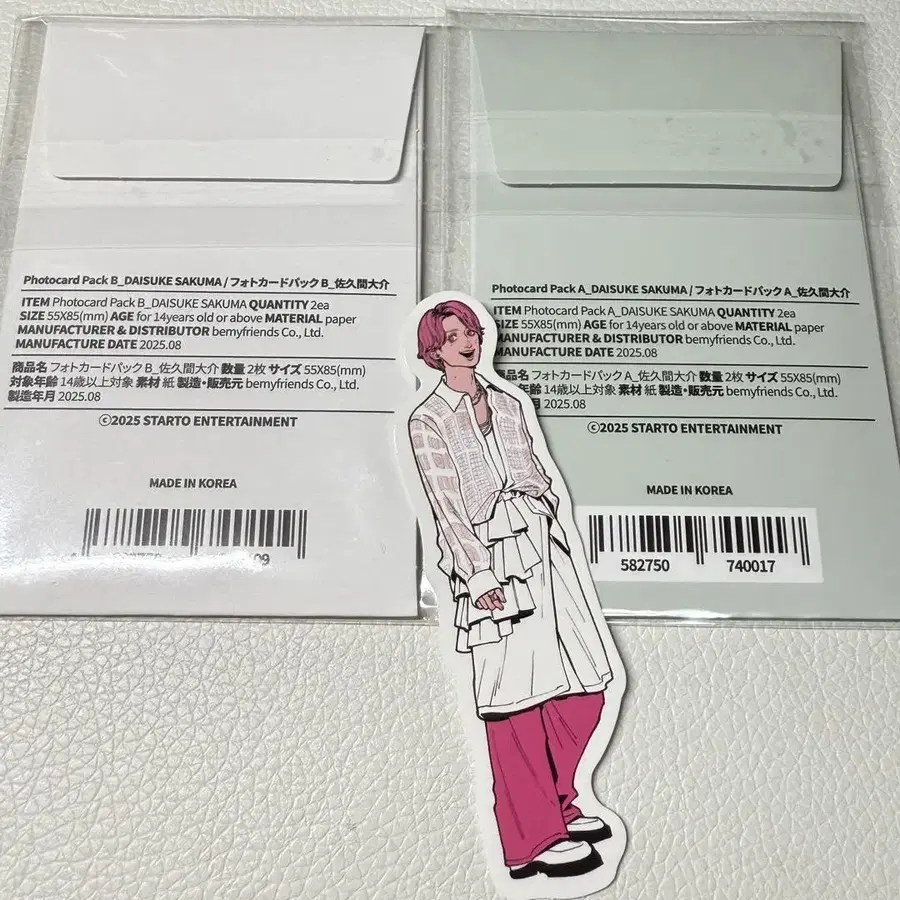 Photocard Pack B_DAISUKE SAKUMA / フォトカードパック B_佐久間大介
ITEM Photocard Pack B_DAISUKE SAKUMA QUANTITY 2ea
SIZE 55X85(mm) AGE for 14years old or above MATERIAL paper
MANUFACTURER & DISTRIBUTOR bemyfriends Co., Ltd.
MANUFACTURE DATE 2025.08
商品名 フォトカードパック B_佐久間大介 数量 2枚 サイズ 55X85(mm)
対象年齢 14歳以上対象 素材 紙 製造・販売元 bemyfriends Co., Ltd.
製造年月 2025.08
ⓒ2025 STARTO ENTERTAINMENT
MADE IN KOREA
09
Photocard Pack A_DAISUKE SAKUMA / フォトカードパック A_佐久間大介
ITEM Photocard Pack A_DAISUKE SAKUMA QUANTITY 2ea
SIZE 55X85(mm) AGE for 14years old or above MATERIAL paper
MANUFACTURER & DISTRIBUTOR bemyfriends Co., Ltd.
MANUFACTURE DATE 2025.08
品名 フォトカードパック A_佐久間大介 数量 2枚 サイズ 55X85(mm)
年齢 14歳以上対象 素材 紙 製造・販売元 bemyfriends Co., Ltd.
年月 2025.08
ⓒ2025 STARTO ENTERTAINMENT
MADE IN KOREA
582750 740017